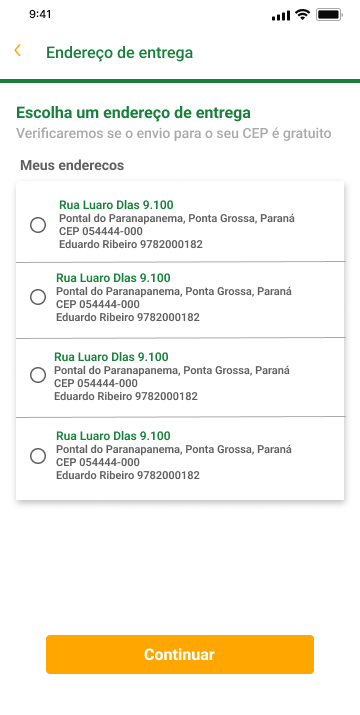 9:41
Endereço de entrega
Escolha um endereço de entrega
Verificaremos se o envio para o seu CEP é gratuito
Meus enderecos
Rua Luaro Dlas 9.100
Pontal do Paranapanema, Ponta Grossa, Paraná
CEP 054444-000
Eduardo Ribeiro 9782000182
Rua Luaro Dlas 9.100
Pontal do Paranapanema, Ponta Grossa, Paraná
CEP 054444-000
Eduardo Ribeiro 9782000182
Rua Luaro Dlas 9.100
Pontal do Paranapanema, Ponta Grossa, Paraná
CEP 054444-000
Eduardo Ribeiro 9782000182
Rua Luaro Dlas 9.100
Pontal do Paranapanema, Ponta Grossa, Paraná
CEP 054444-000
Eduardo Ribeiro 9782000182
Continuar